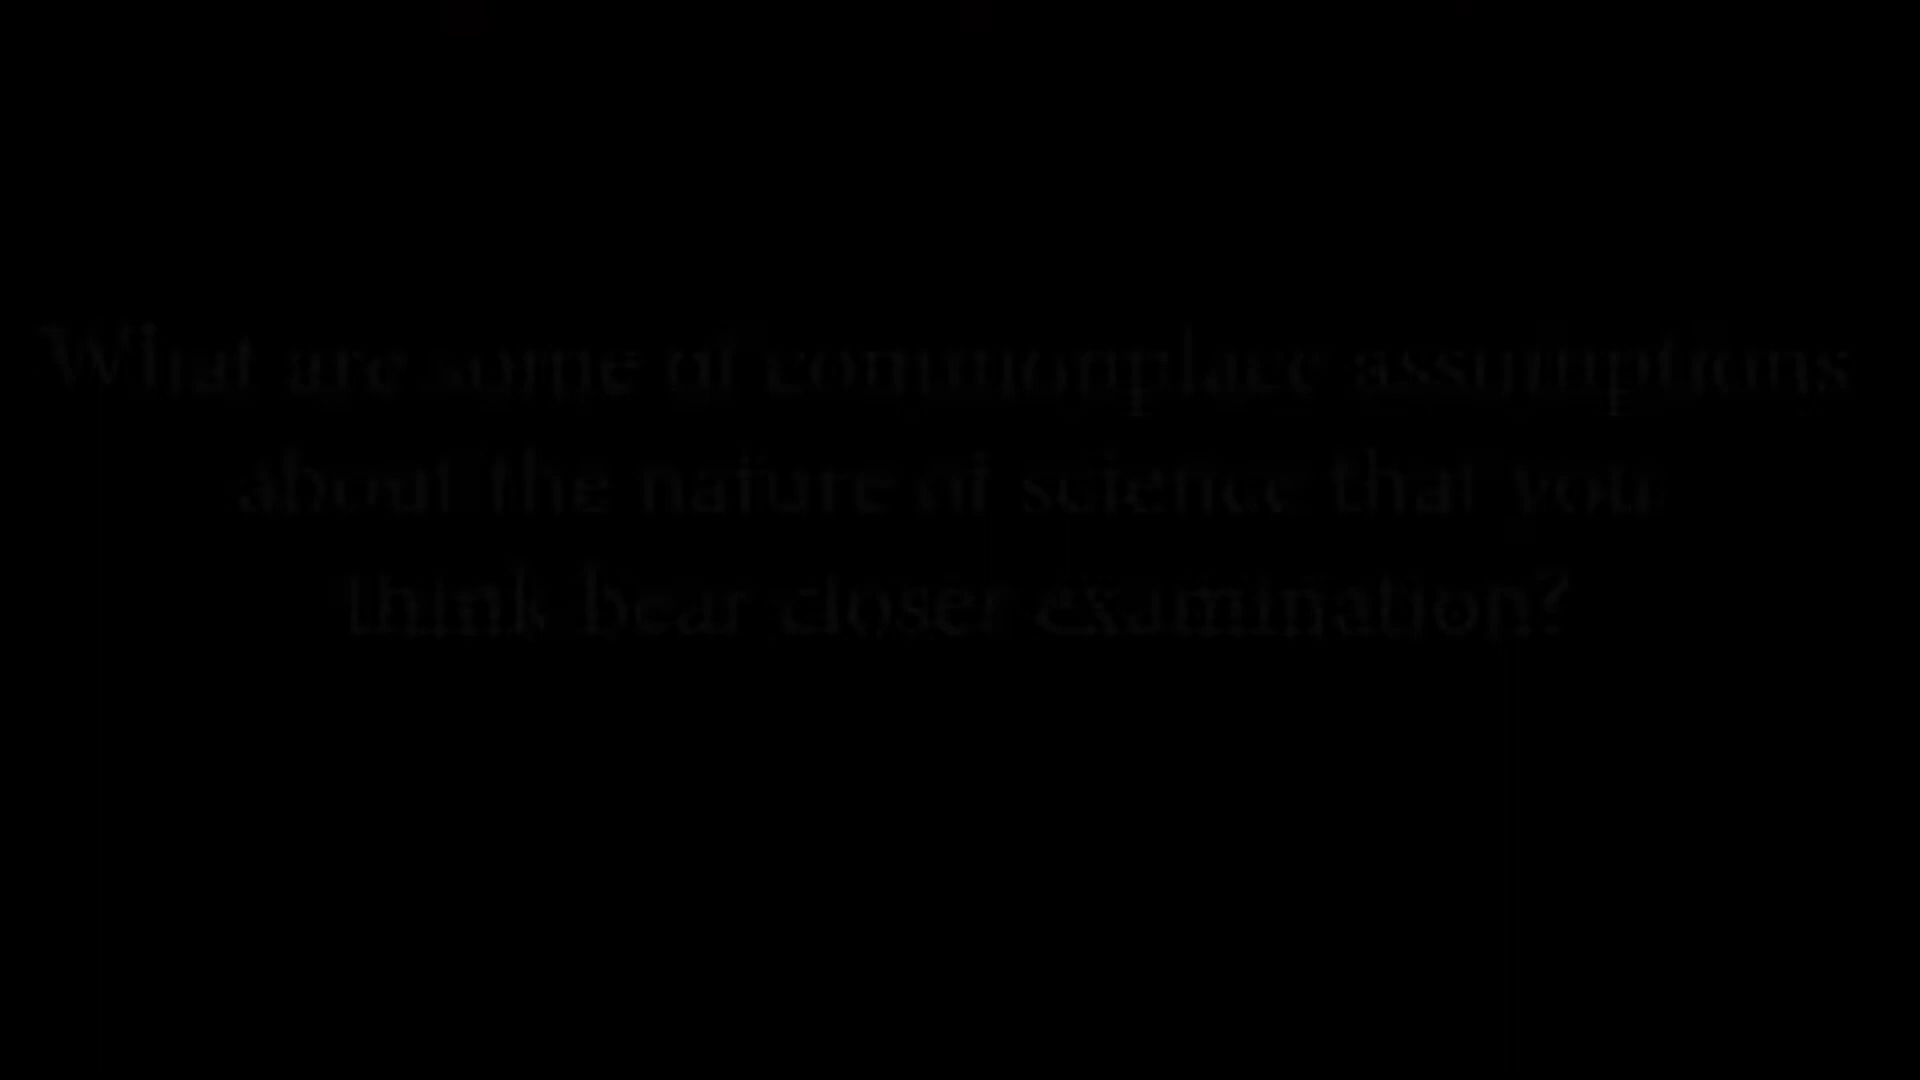 What are some of commonplace assumptions
about the nature of science that you
think bear closer examination?